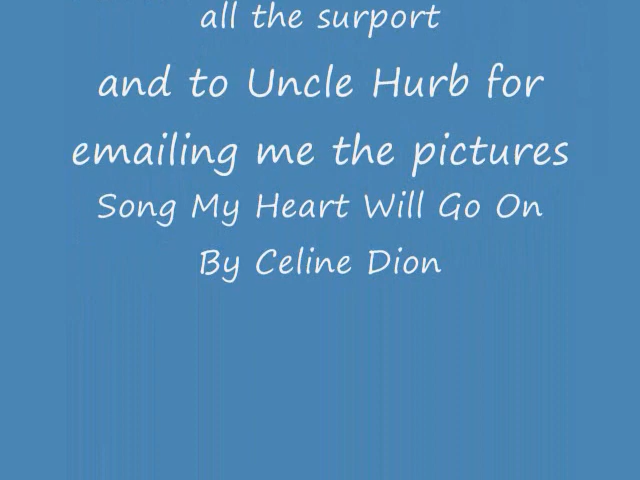 all the surport
and to Uncle Hurb for
emailing me the pictures
Song My Heart Will Go On
By Celine Dion